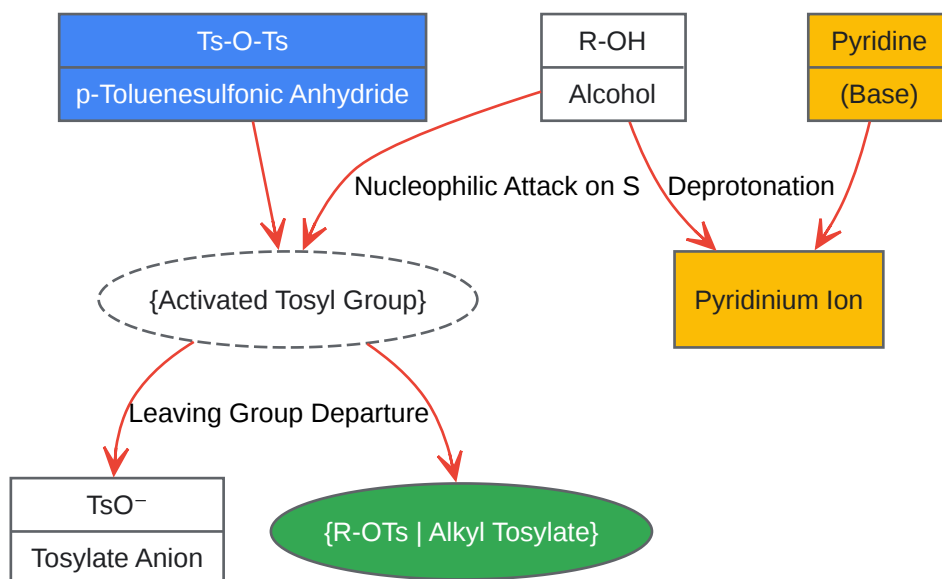 Ts-O-Ts
p-Toluenesulfonic Anhydride
R-OH
Alcohol
Pyridine
(Base)
Nucleophilic Attack on S
Deprotonation
{Activated Tosyl Group}
Pyridinium Ion
Leaving Group Departure
TsO⁻
Tosylate Anion
{R-OTs | Alkyl Tosylate}